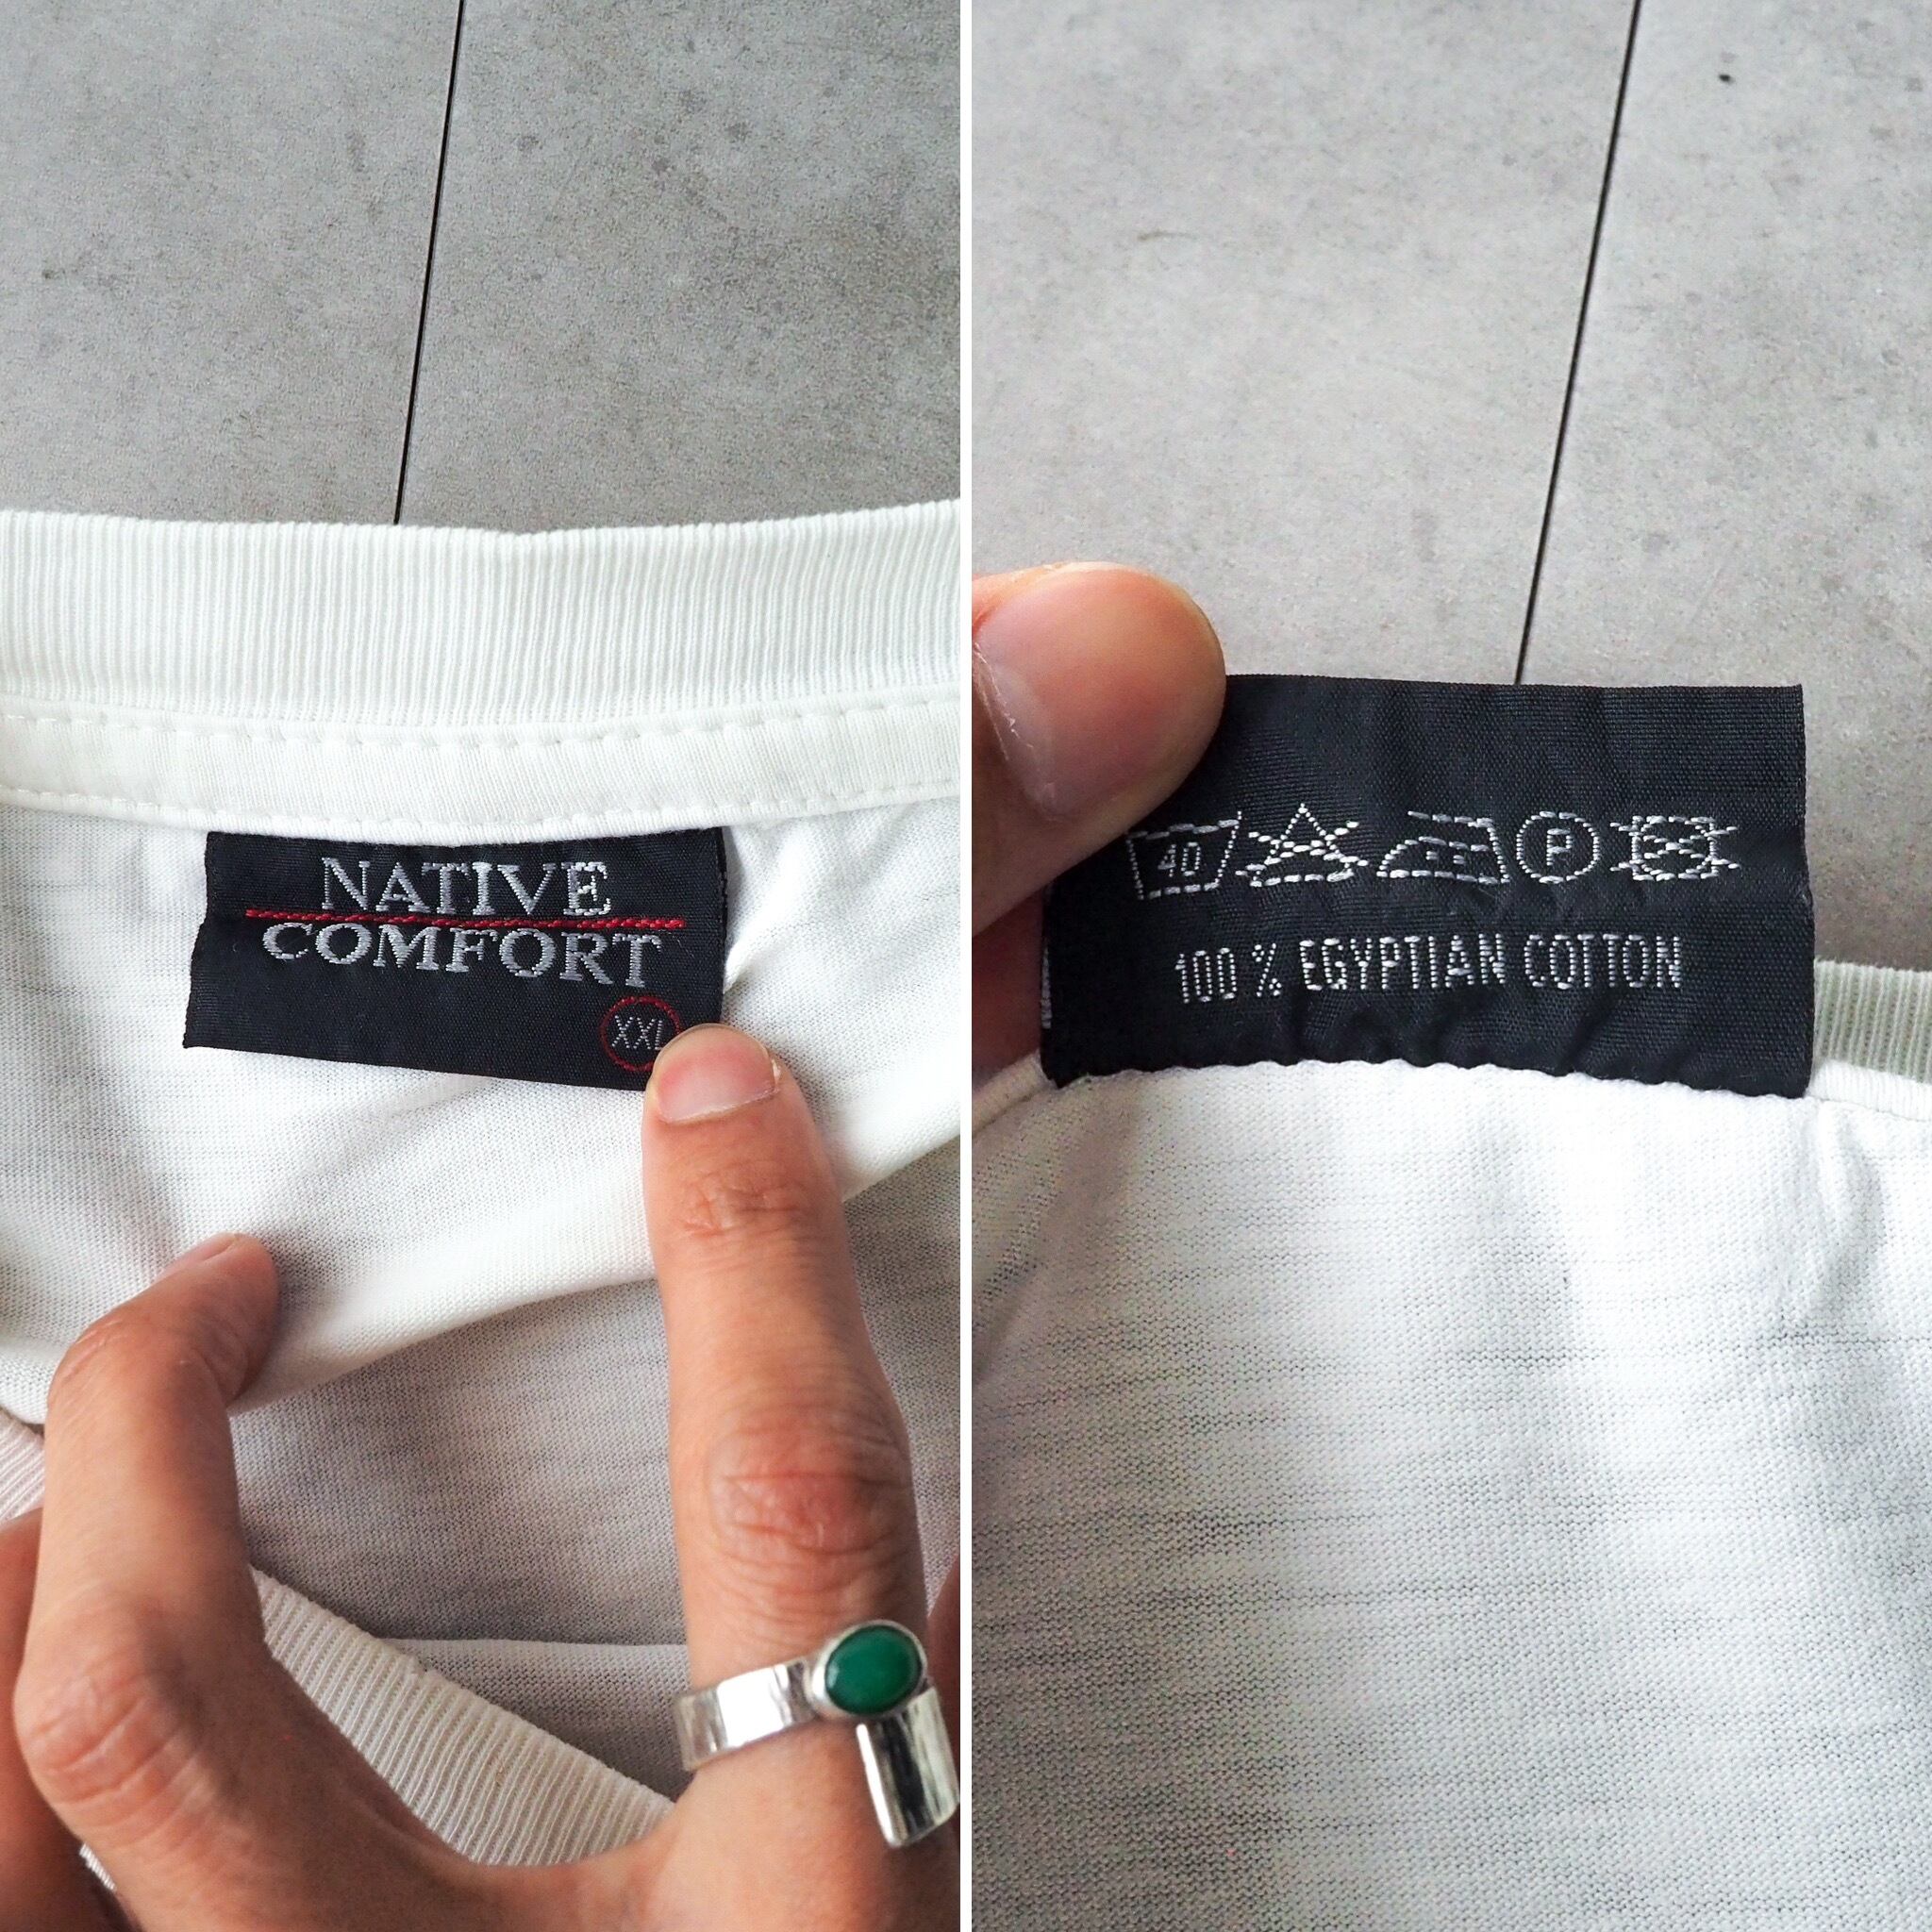 NATIVE
COMFORT
XXL
40 P
100 % EGYPTIAN COTTON